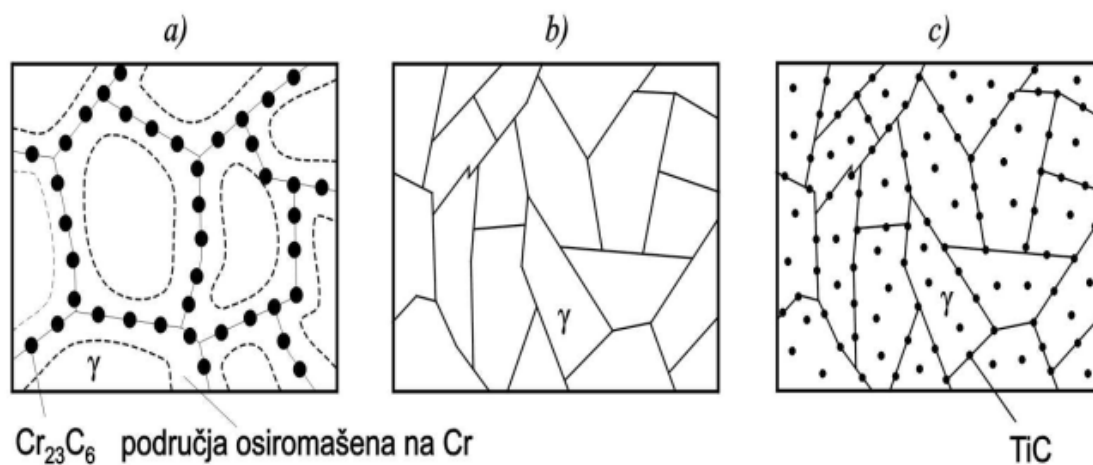 a) b) c)
γ γ γ
Cr₂₃C₆ područja osiromašena na Cr TiC